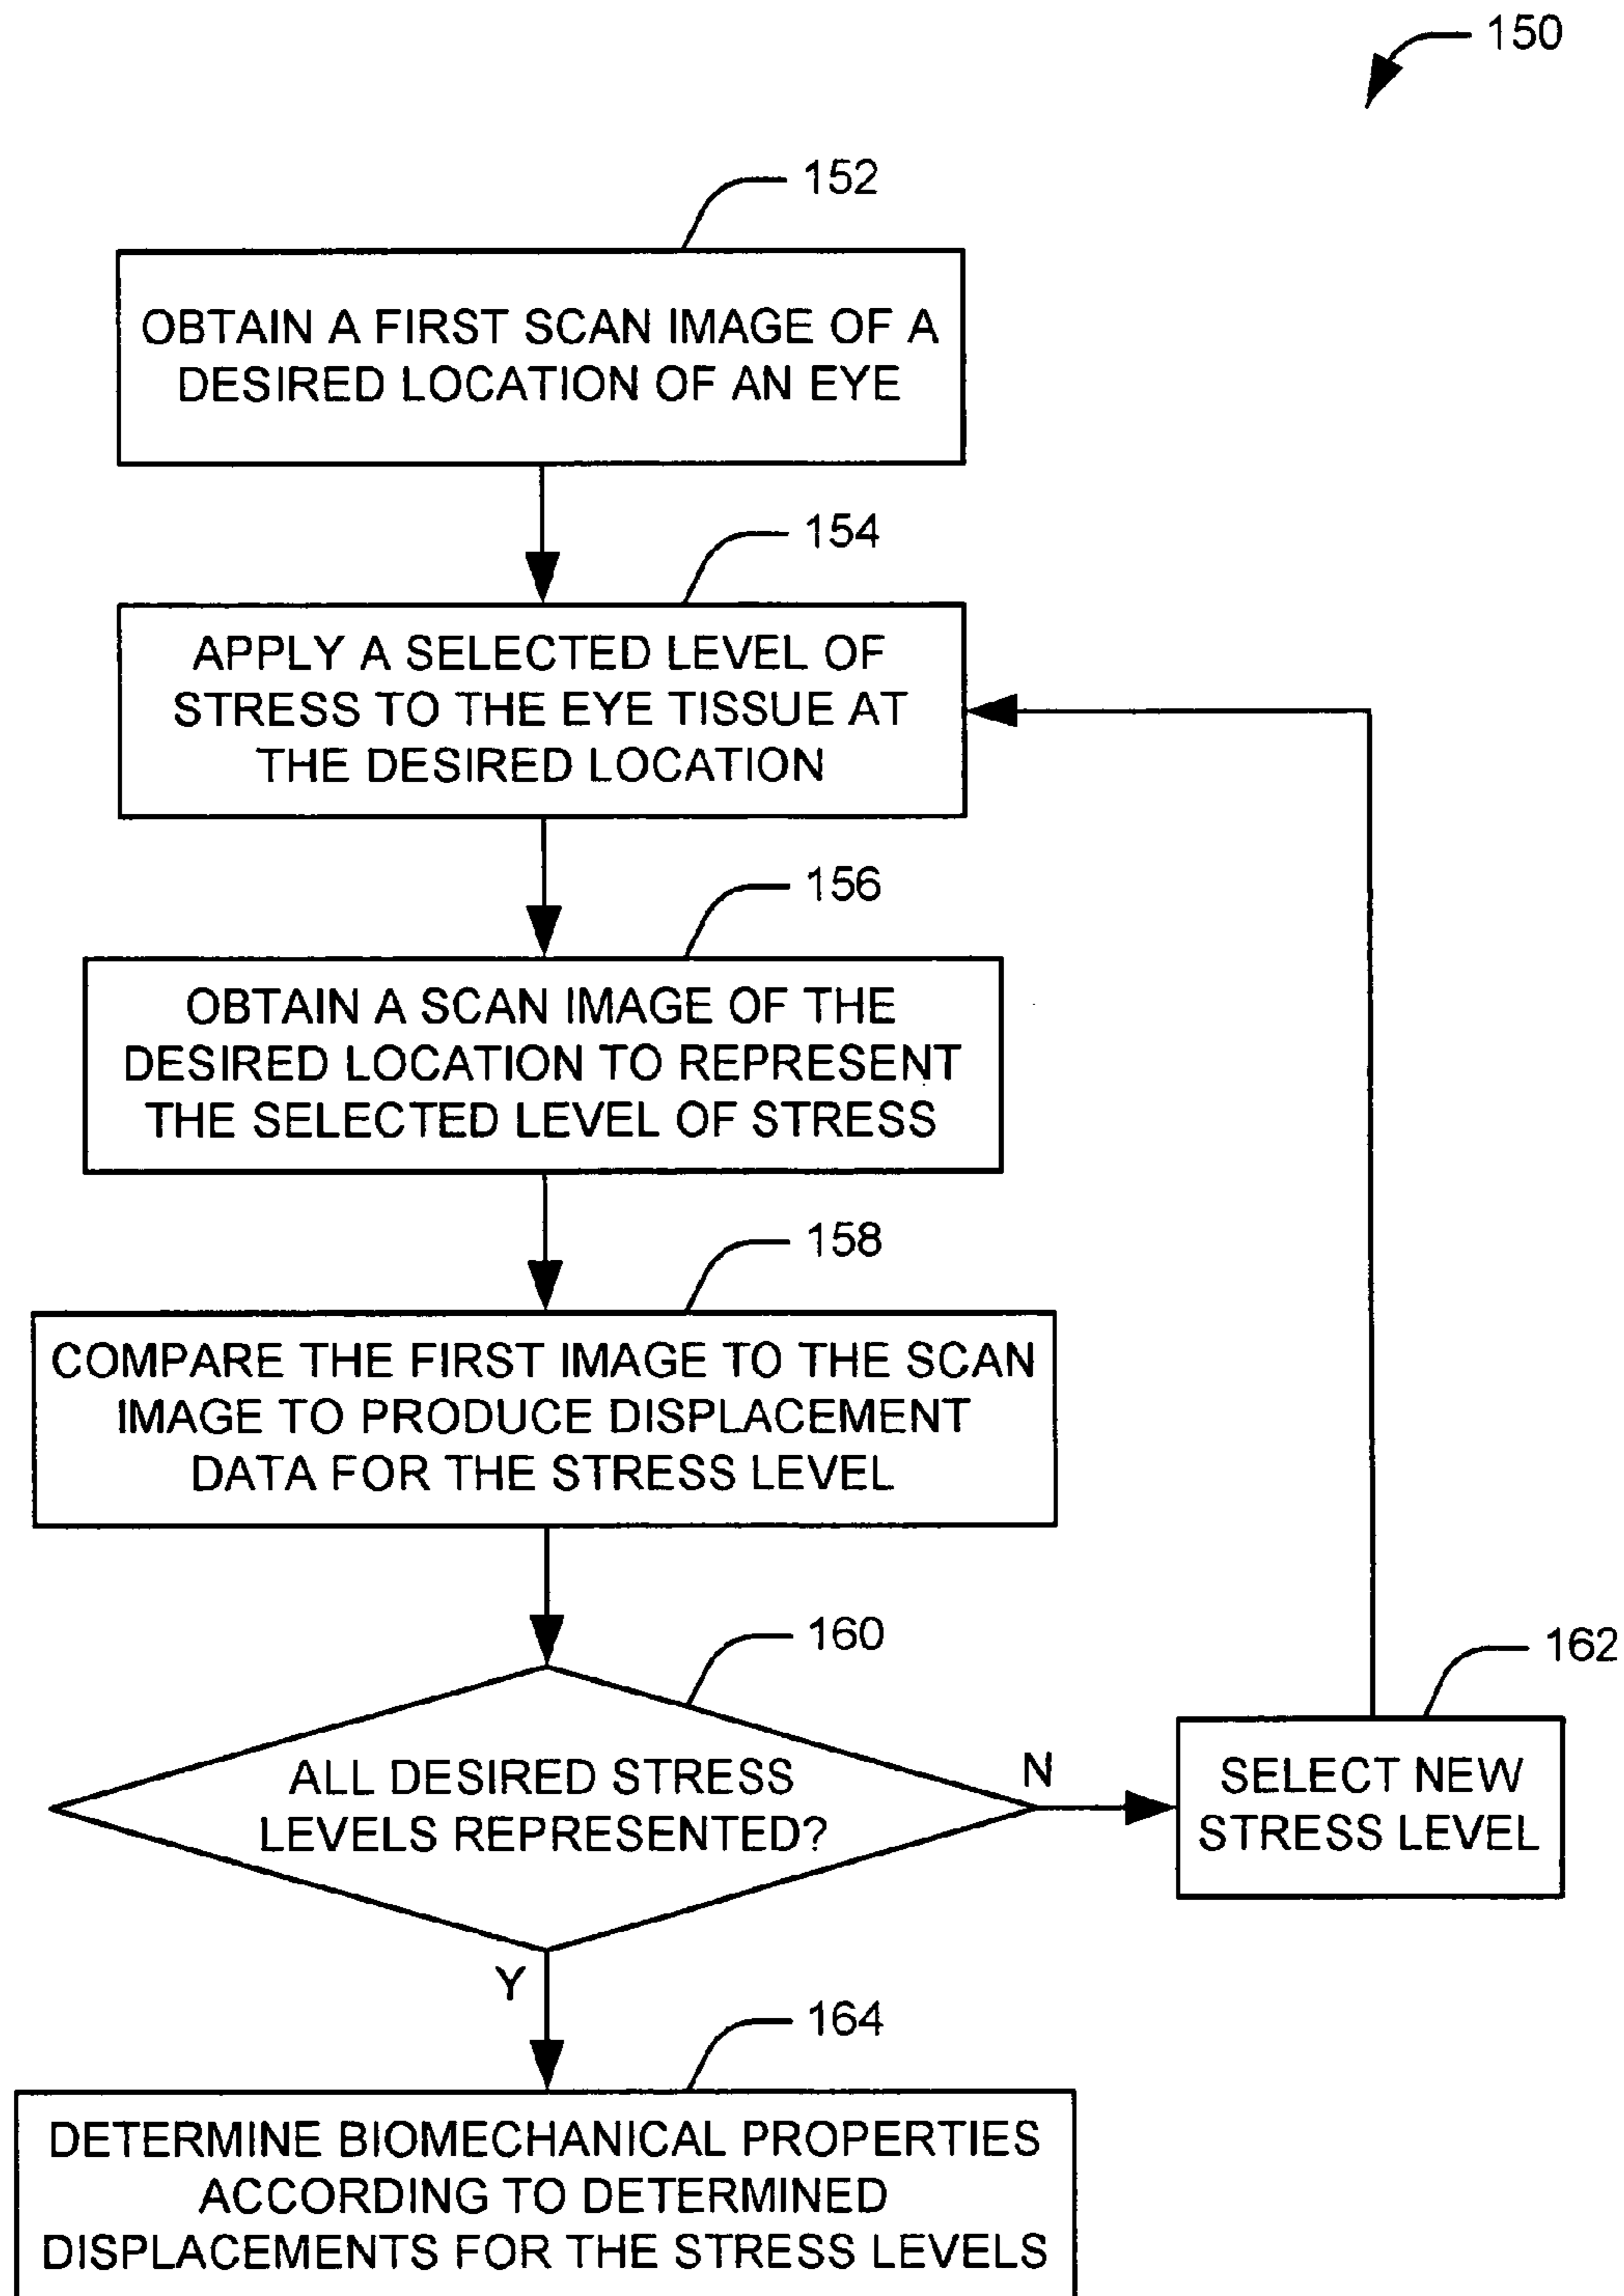 150
152
OBTAIN A FIRST SCAN IMAGE OF A
DESIRED LOCATION OF AN EYE
154
APPLY A SELECTED LEVEL OF
STRESS TO THE EYE TISSUE AT
THE DESIRED LOCATION
156
OBTAIN A SCAN IMAGE OF THE
DESIRED LOCATION TO REPRESENT
THE SELECTED LEVEL OF STRESS
158
COMPARE THE FIRST IMAGE TO THE SCAN
IMAGE TO PRODUCE DISPLACEMENT
DATA FOR THE STRESS LEVEL
160
ALL DESIRED STRESS
LEVELS REPRESENTED?
N
162
SELECT NEW
STRESS LEVEL
Y
164
DETERMINE BIOMECHANICAL PROPERTIES
ACCORDING TO DETERMINED
DISPLACEMENTS FOR THE STRESS LEVELS